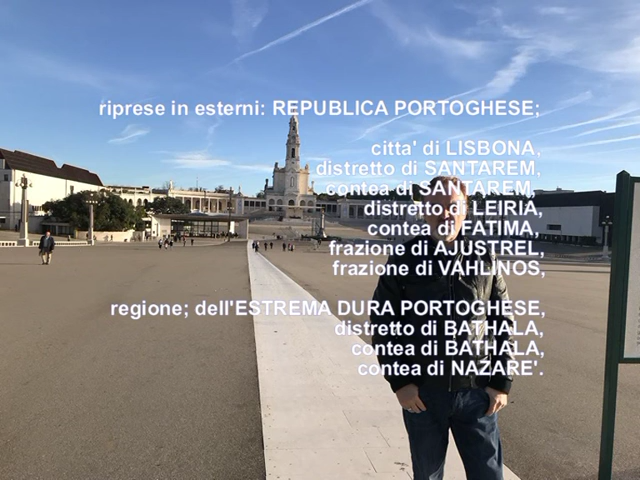 riprese in esterni: REPUBLICA PORTOGHESE;
citta' di LISBONA,
distretto di SANTAREM,
contea di SANTAREM,
distretto di LEIRIA,
contea di FATIMA,
frazione di AJUSTREL,
frazione di VAHLINOS,
regione; dell'ESTREMA DURA PORTOGHESE,
distretto di BATHALA,
contea di BATHALA,
contea di NAZARE'.